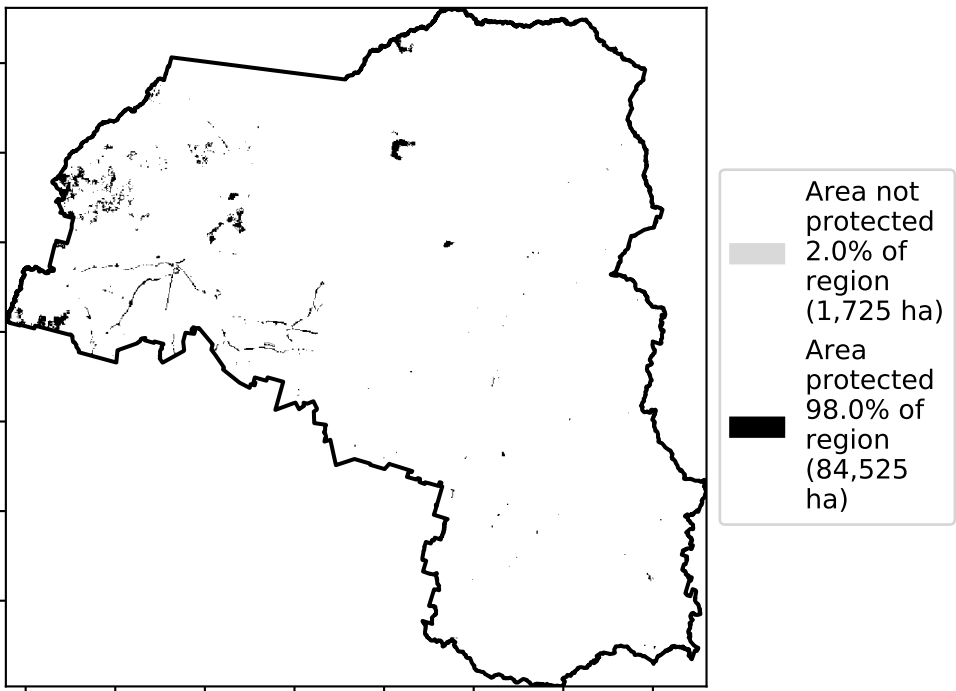 Area not
protected
2.0% of
region
(1,725 ha)
Area
protected
98.0% of
region
(84,525
ha)